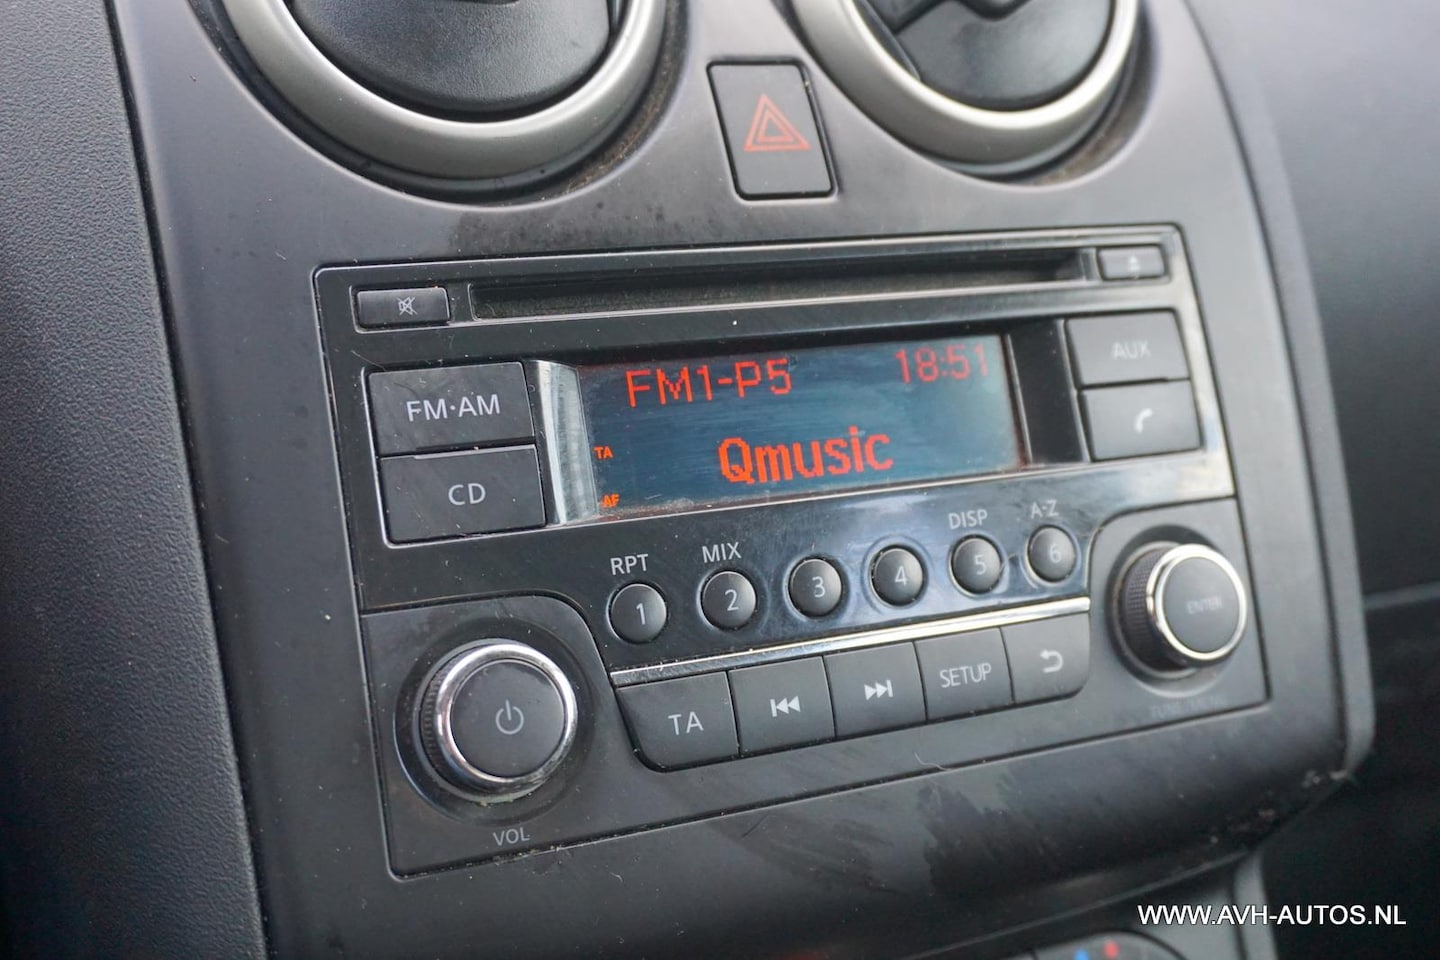 FM1-P5 18:51
TA
Qmusic
AF
FM·AM
CD
AUX
RPT MIX DISP A-Z
1 2 3 4 5 6
ENTER
TA SETUP
VOL
WWW.AVH-AUTOS.NL